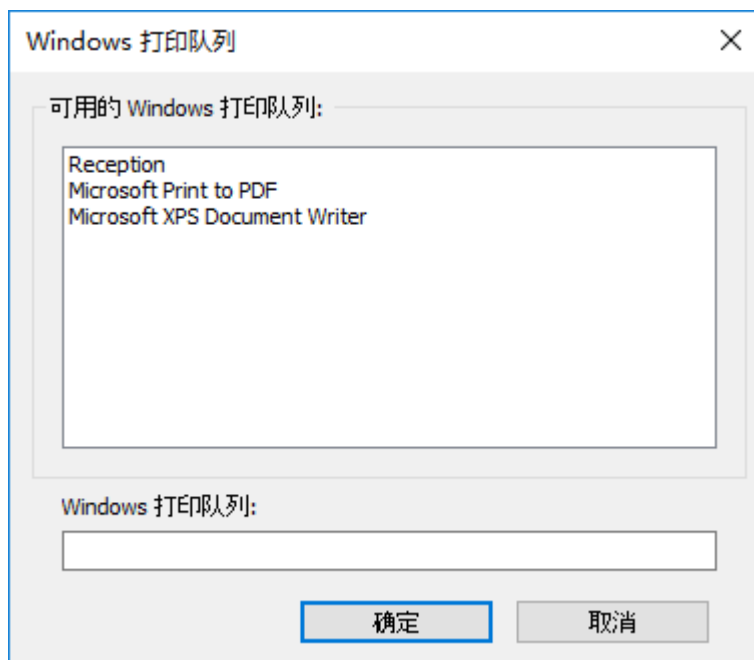 Windows 打印队列
可用的 Windows 打印队列:
Reception
Microsoft Print to PDF
Microsoft XPS Document Writer
Windows 打印队列:
确定
取消